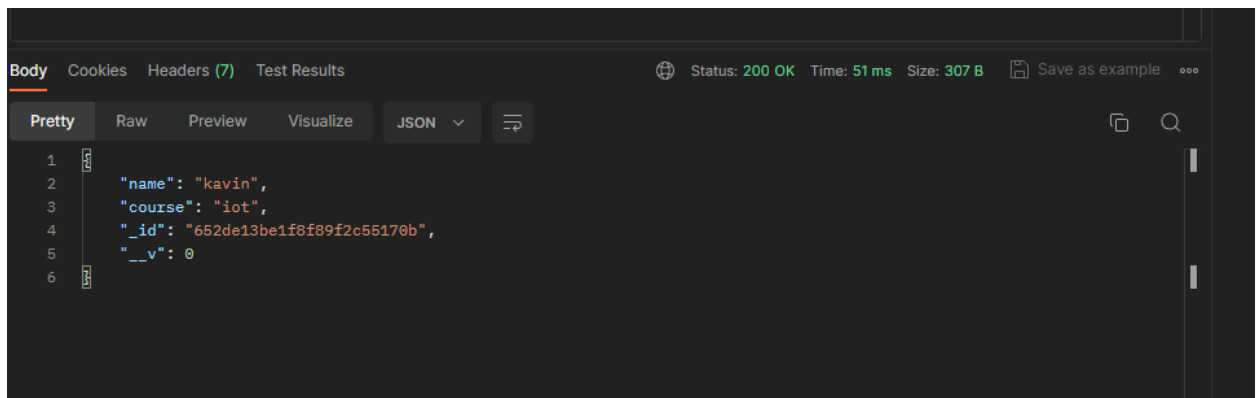 Body Cookies Headers (7) Test Results Status: 200 OK Time: 51 ms Size: 307 B Save as example
Pretty Raw Preview Visualize JSON
1 {
2 "name": "kavin",
3 "course": "iot",
4 "_id": "652de13be1f8f89f2c55170b",
5 "__v": 0
6 }